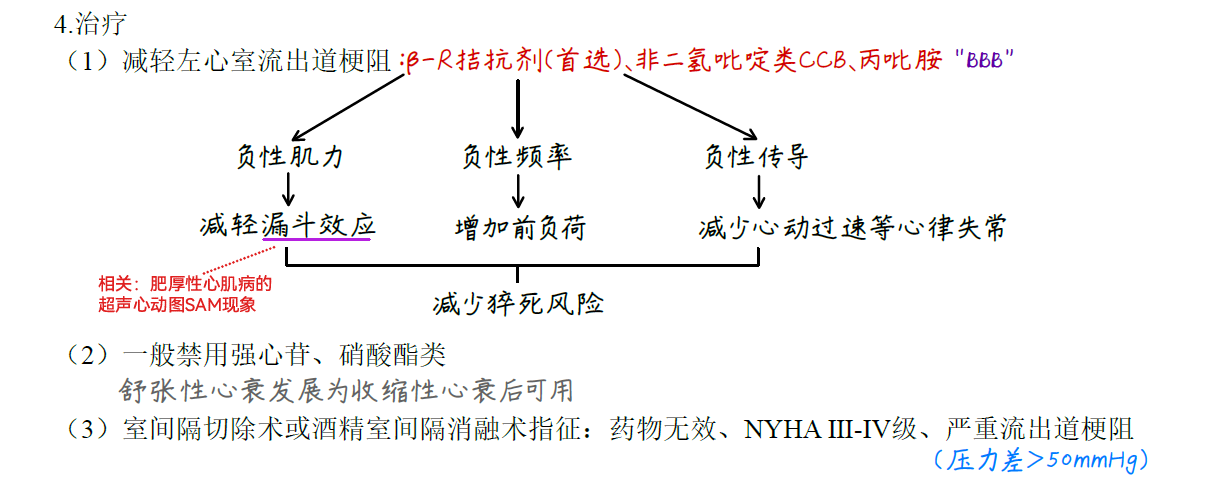 4.治疗
（1）减轻左心室流出道梗阻:β-R拮抗剂(首选)、非二氢吡啶类CCB、丙吡胺 "BBB"
负性肌力 负性频率 负性传导
减轻漏斗效应 增加前负荷 减少心动过速等心律失常
相关：肥厚性心肌病的
超声心动图SAM现象
减少猝死风险
（2）一般禁用强心苷、硝酸酯类
舒张性心衰发展为收缩性心衰后可用
（3）室间隔切除术或酒精室间隔消融术指征：药物无效、NYHA III-IV级、严重流出道梗阻
（压力差>50mmHg）